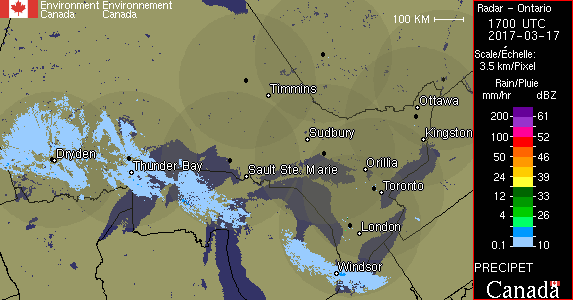 Environment Environnement
Canada Canada
100 KM
Timmins
Ottawa
Sudbury
Kingston
Dryden
Thunder Bay
Sault Ste. Marie
Orillia
Toronto
London
Windsor
Radar - Ontario
1700 UTC
2017-03-17
Scale/Échelle:
3.5 km/Pixel
Rain/Pluie
mm/hr dBZ
200 61
100 52
50 46
24 39
12 33
4 26
0.1 10
PRECIPET
Canada